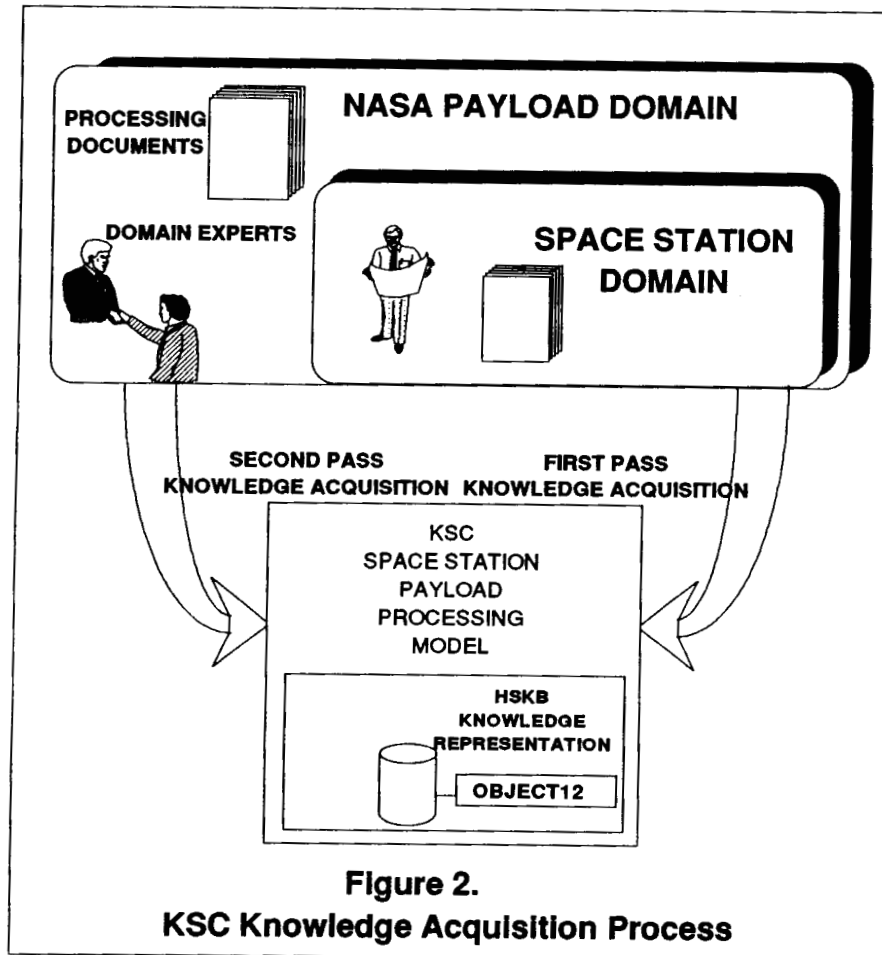 NASA PAYLOAD DOMAIN
PROCESSING
DOCUMENTS
DOMAIN EXPERTS
SPACE STATION
DOMAIN
SECOND PASS
KNOWLEDGE ACQUISITION
FIRST PASS
KNOWLEDGE ACQUISITION
KSC
SPACE STATION
PAYLOAD
PROCESSING
MODEL
HSKB
KNOWLEDGE
REPRESENTATION
OBJECT12
Figure 2.
KSC Knowledge Acquisition Process